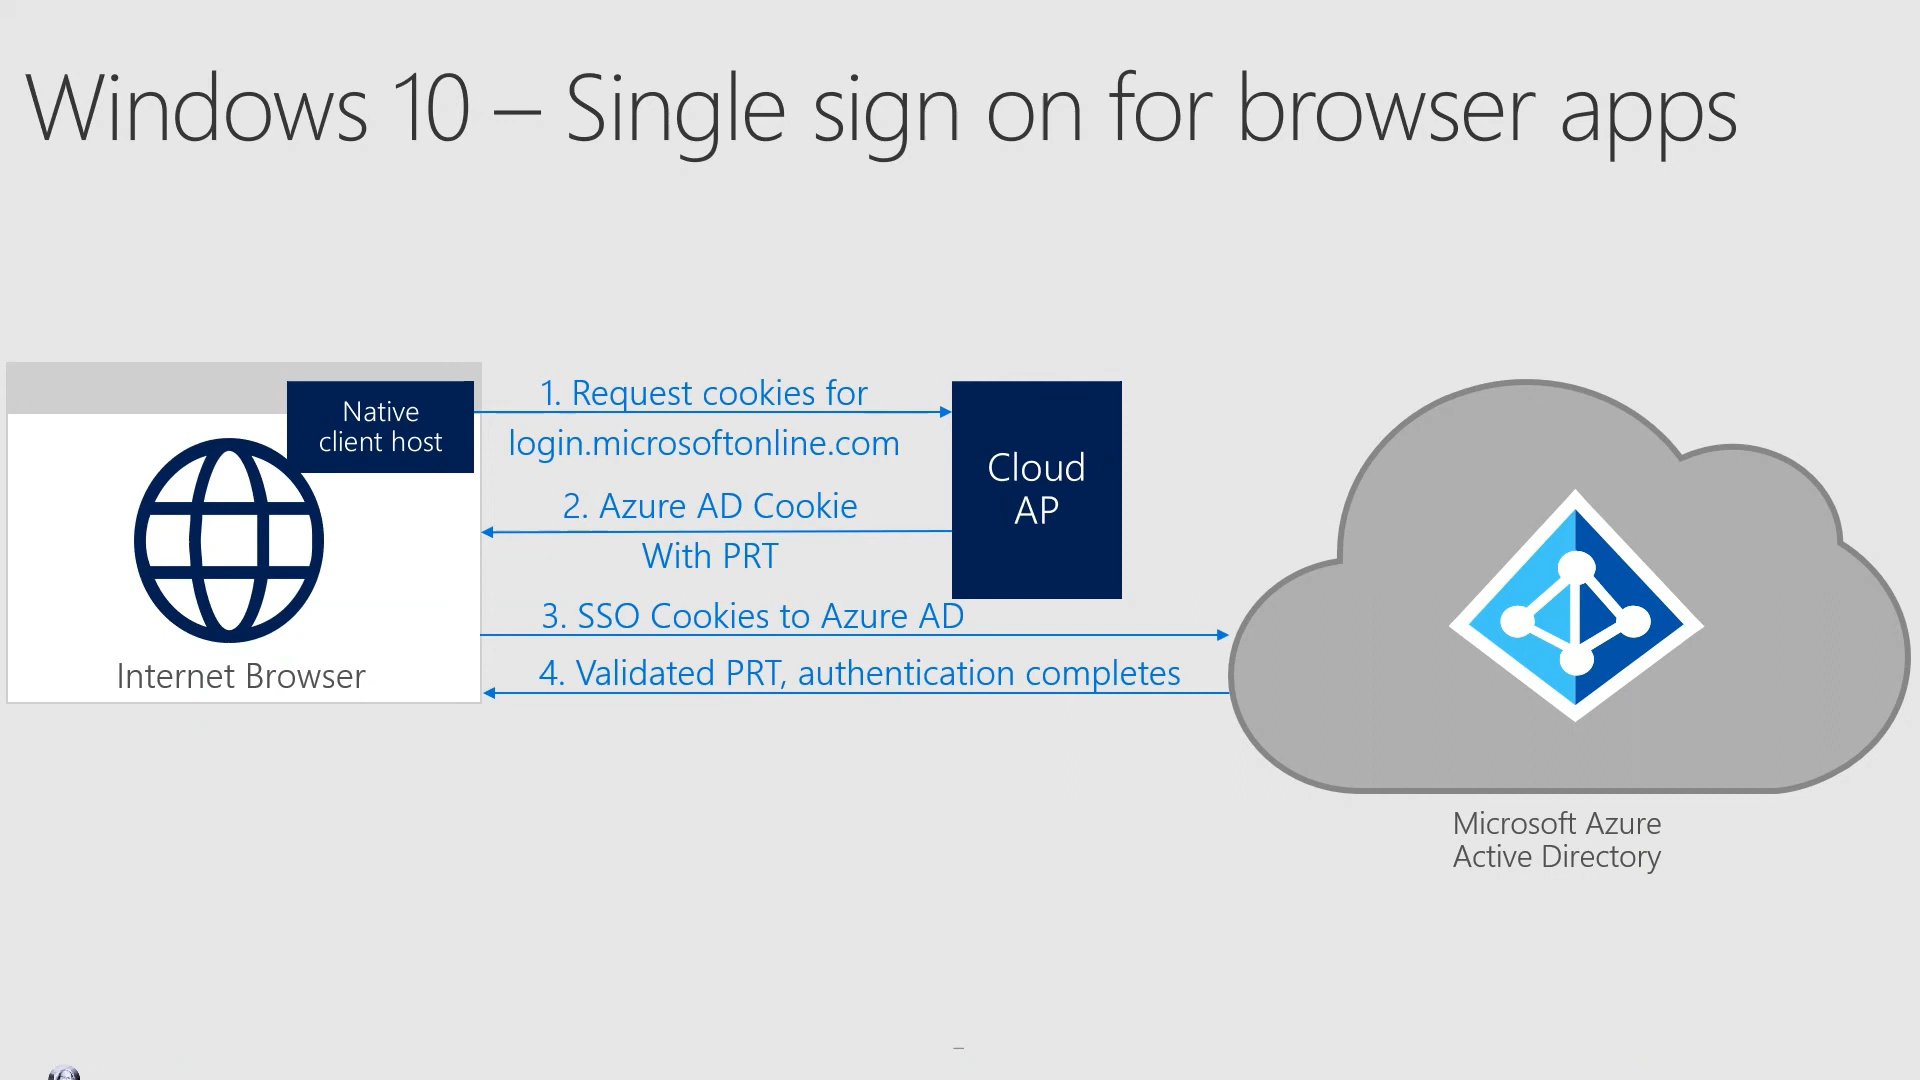 Windows 10 – Single sign on for browser apps
Native
client host
Internet Browser
1. Request cookies for
login.microsoftonline.com
2. Azure AD Cookie
With PRT
3. SSO Cookies to Azure AD
4. Validated PRT, authentication completes
Cloud
AP
Microsoft Azure
Active Directory